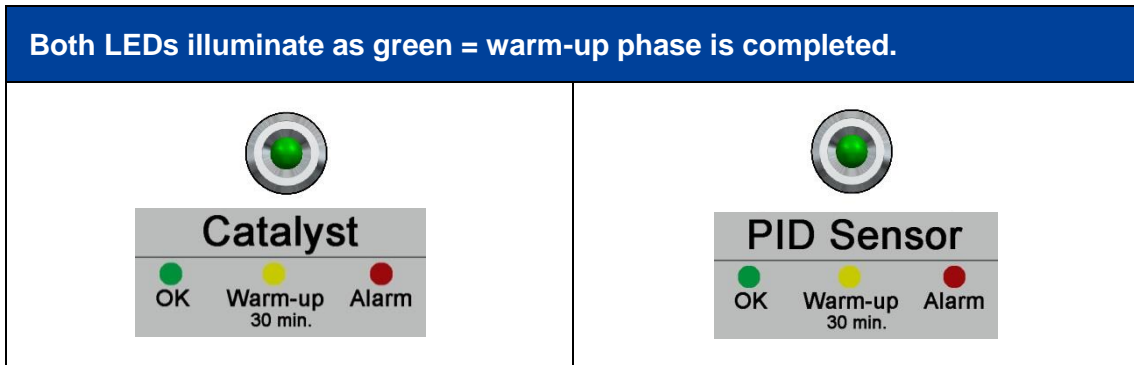 Both LEDs illuminate as green = warm-up phase is completed.
Catalyst
OK Warm-up Alarm
30 min.
PID Sensor
OK Warm-up Alarm
30 min.